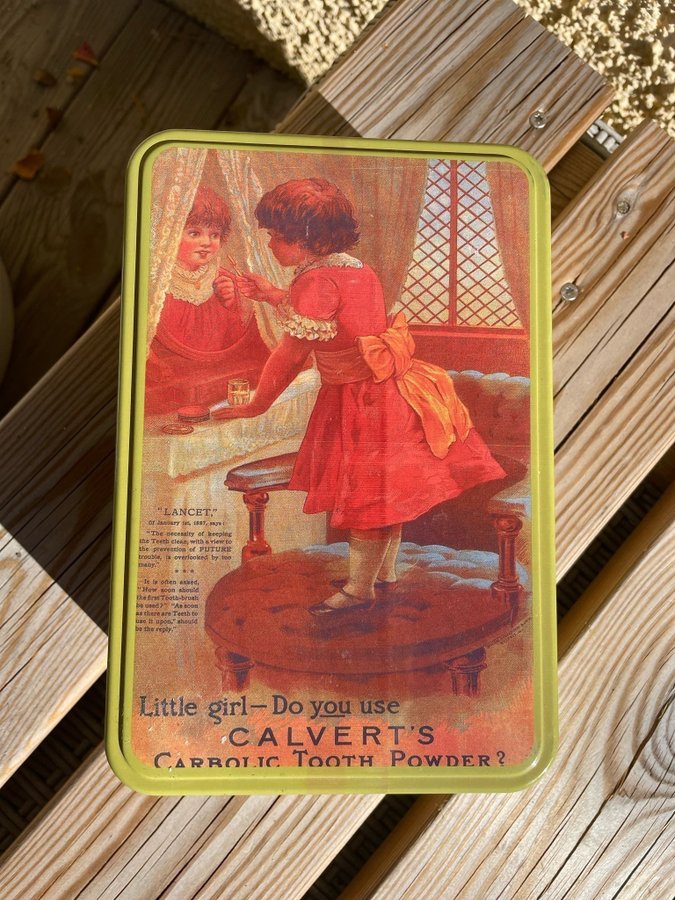 "LANCET,"
Of January 1st, 1887, says:
"The necessity of keeping
the Teeth clean, with a view to
the prevention of FUTURE
trouble, is overlooked by too
many."
* * *
It is often asked,
"How soon should
the first Tooth-brush
be used?" "As soon
as there are Teeth to
use it upon," should
be the reply."
Little girl—Do you use
CALVERT'S
CARBOLIC TOOTH POWDER?